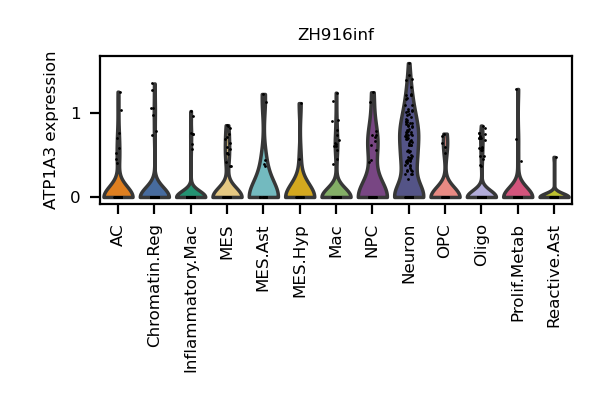 ZH916inf
ATP1A3 expression
1
0
AC
Chromatin.Reg
Inflammatory.Mac
MES
MES.Ast
MES.Hyp
Mac
NPC
Neuron
OPC
Oligo
Prolif.Metab
Reactive.Ast